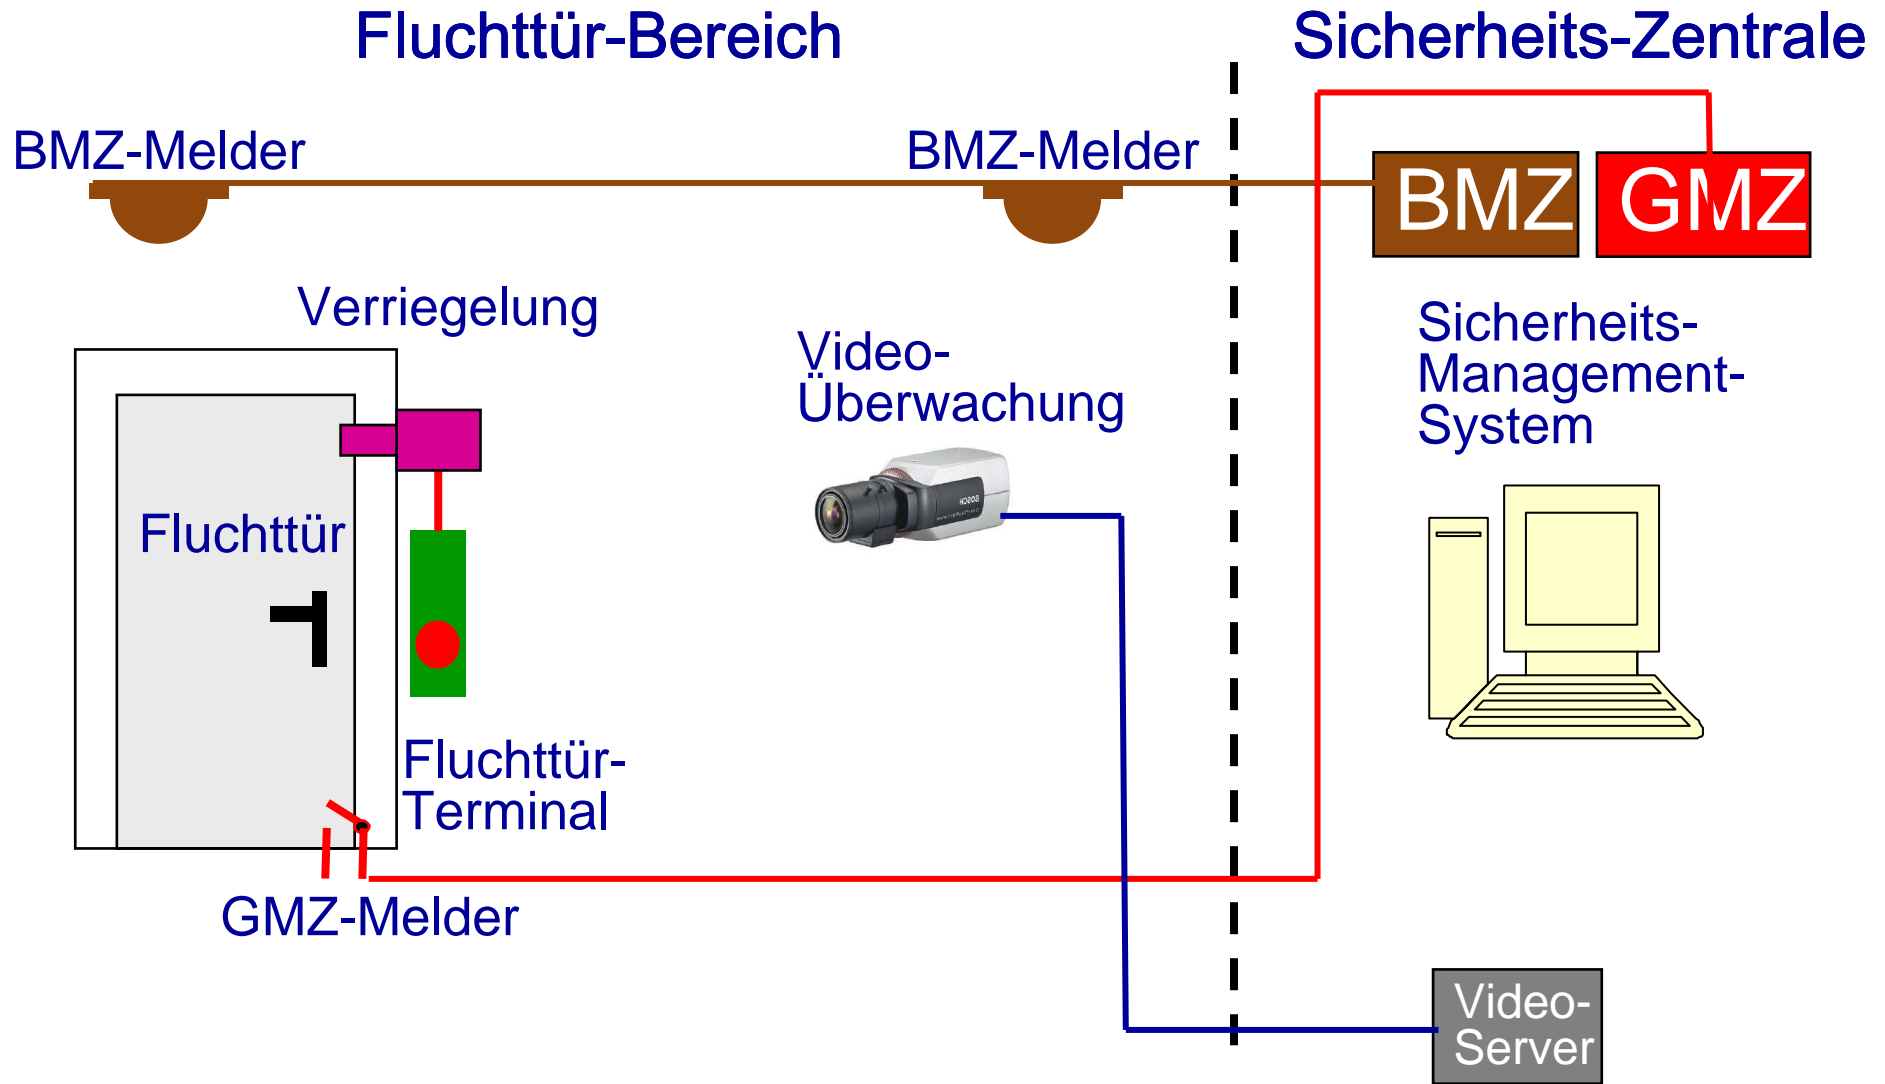 Fluchttür-Bereich
Sicherheits-Zentrale
BMZ-Melder
BMZ-Melder
BMZ
GMZ
Verriegelung
Video-
Überwachung
Sicherheits-
Management-
System
BOSCH
Fluchttür
Fluchttür-
Terminal
GMZ-Melder
Video-
Server